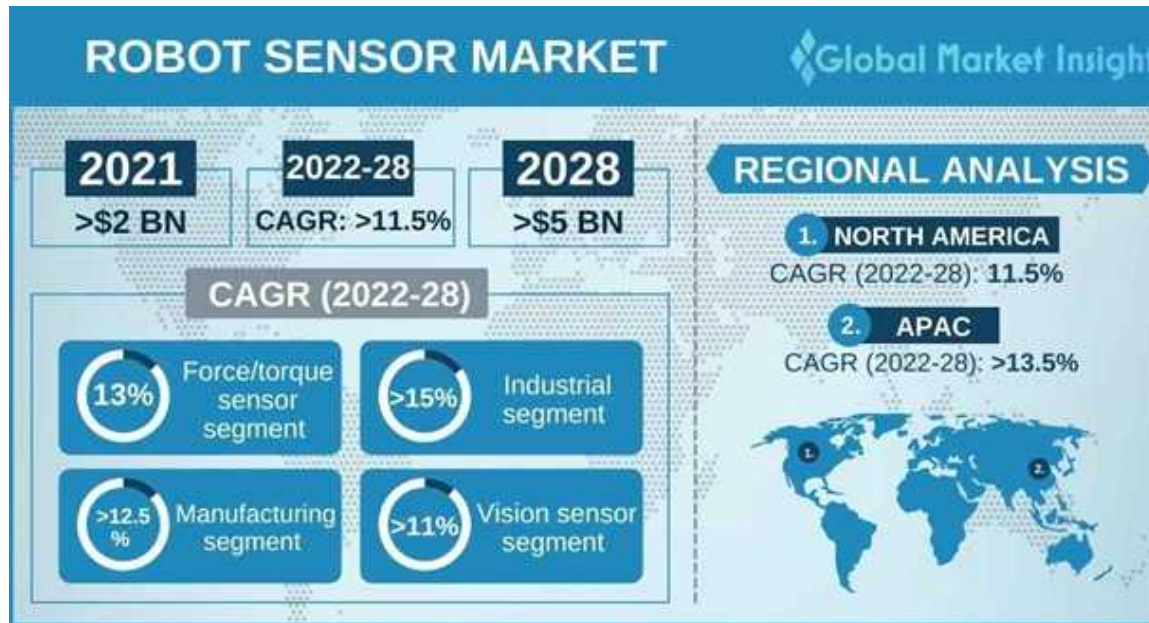 ROBOT SENSOR MARKET
Global Market Insight
2021
>$2 BN
2022-28
CAGR: >11.5%
2028
>$5 BN
CAGR (2022-28)
13%
Force/torque
sensor
segment
>15%
Industrial
segment
>12.5
%
Manufacturing
segment
>11%
Vision sensor
segment
REGIONAL ANALYSIS
1. NORTH AMERICA
CAGR (2022-28): 11.5%
2. APAC
CAGR (2022-28): >13.5%
1.
2.